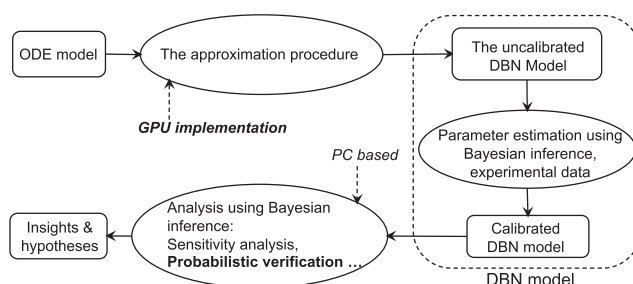 ODE model
The approximation procedure
The uncalibrated
DBN Model
GPU implementation
Parameter estimation using
Bayesian inference,
experimental data
PC based
Insights &
hypotheses
Analysis using Bayesian
inference:
Sensitivity analysis,
Probabilistic verification ...
Calibrated
DBN model
DBN model